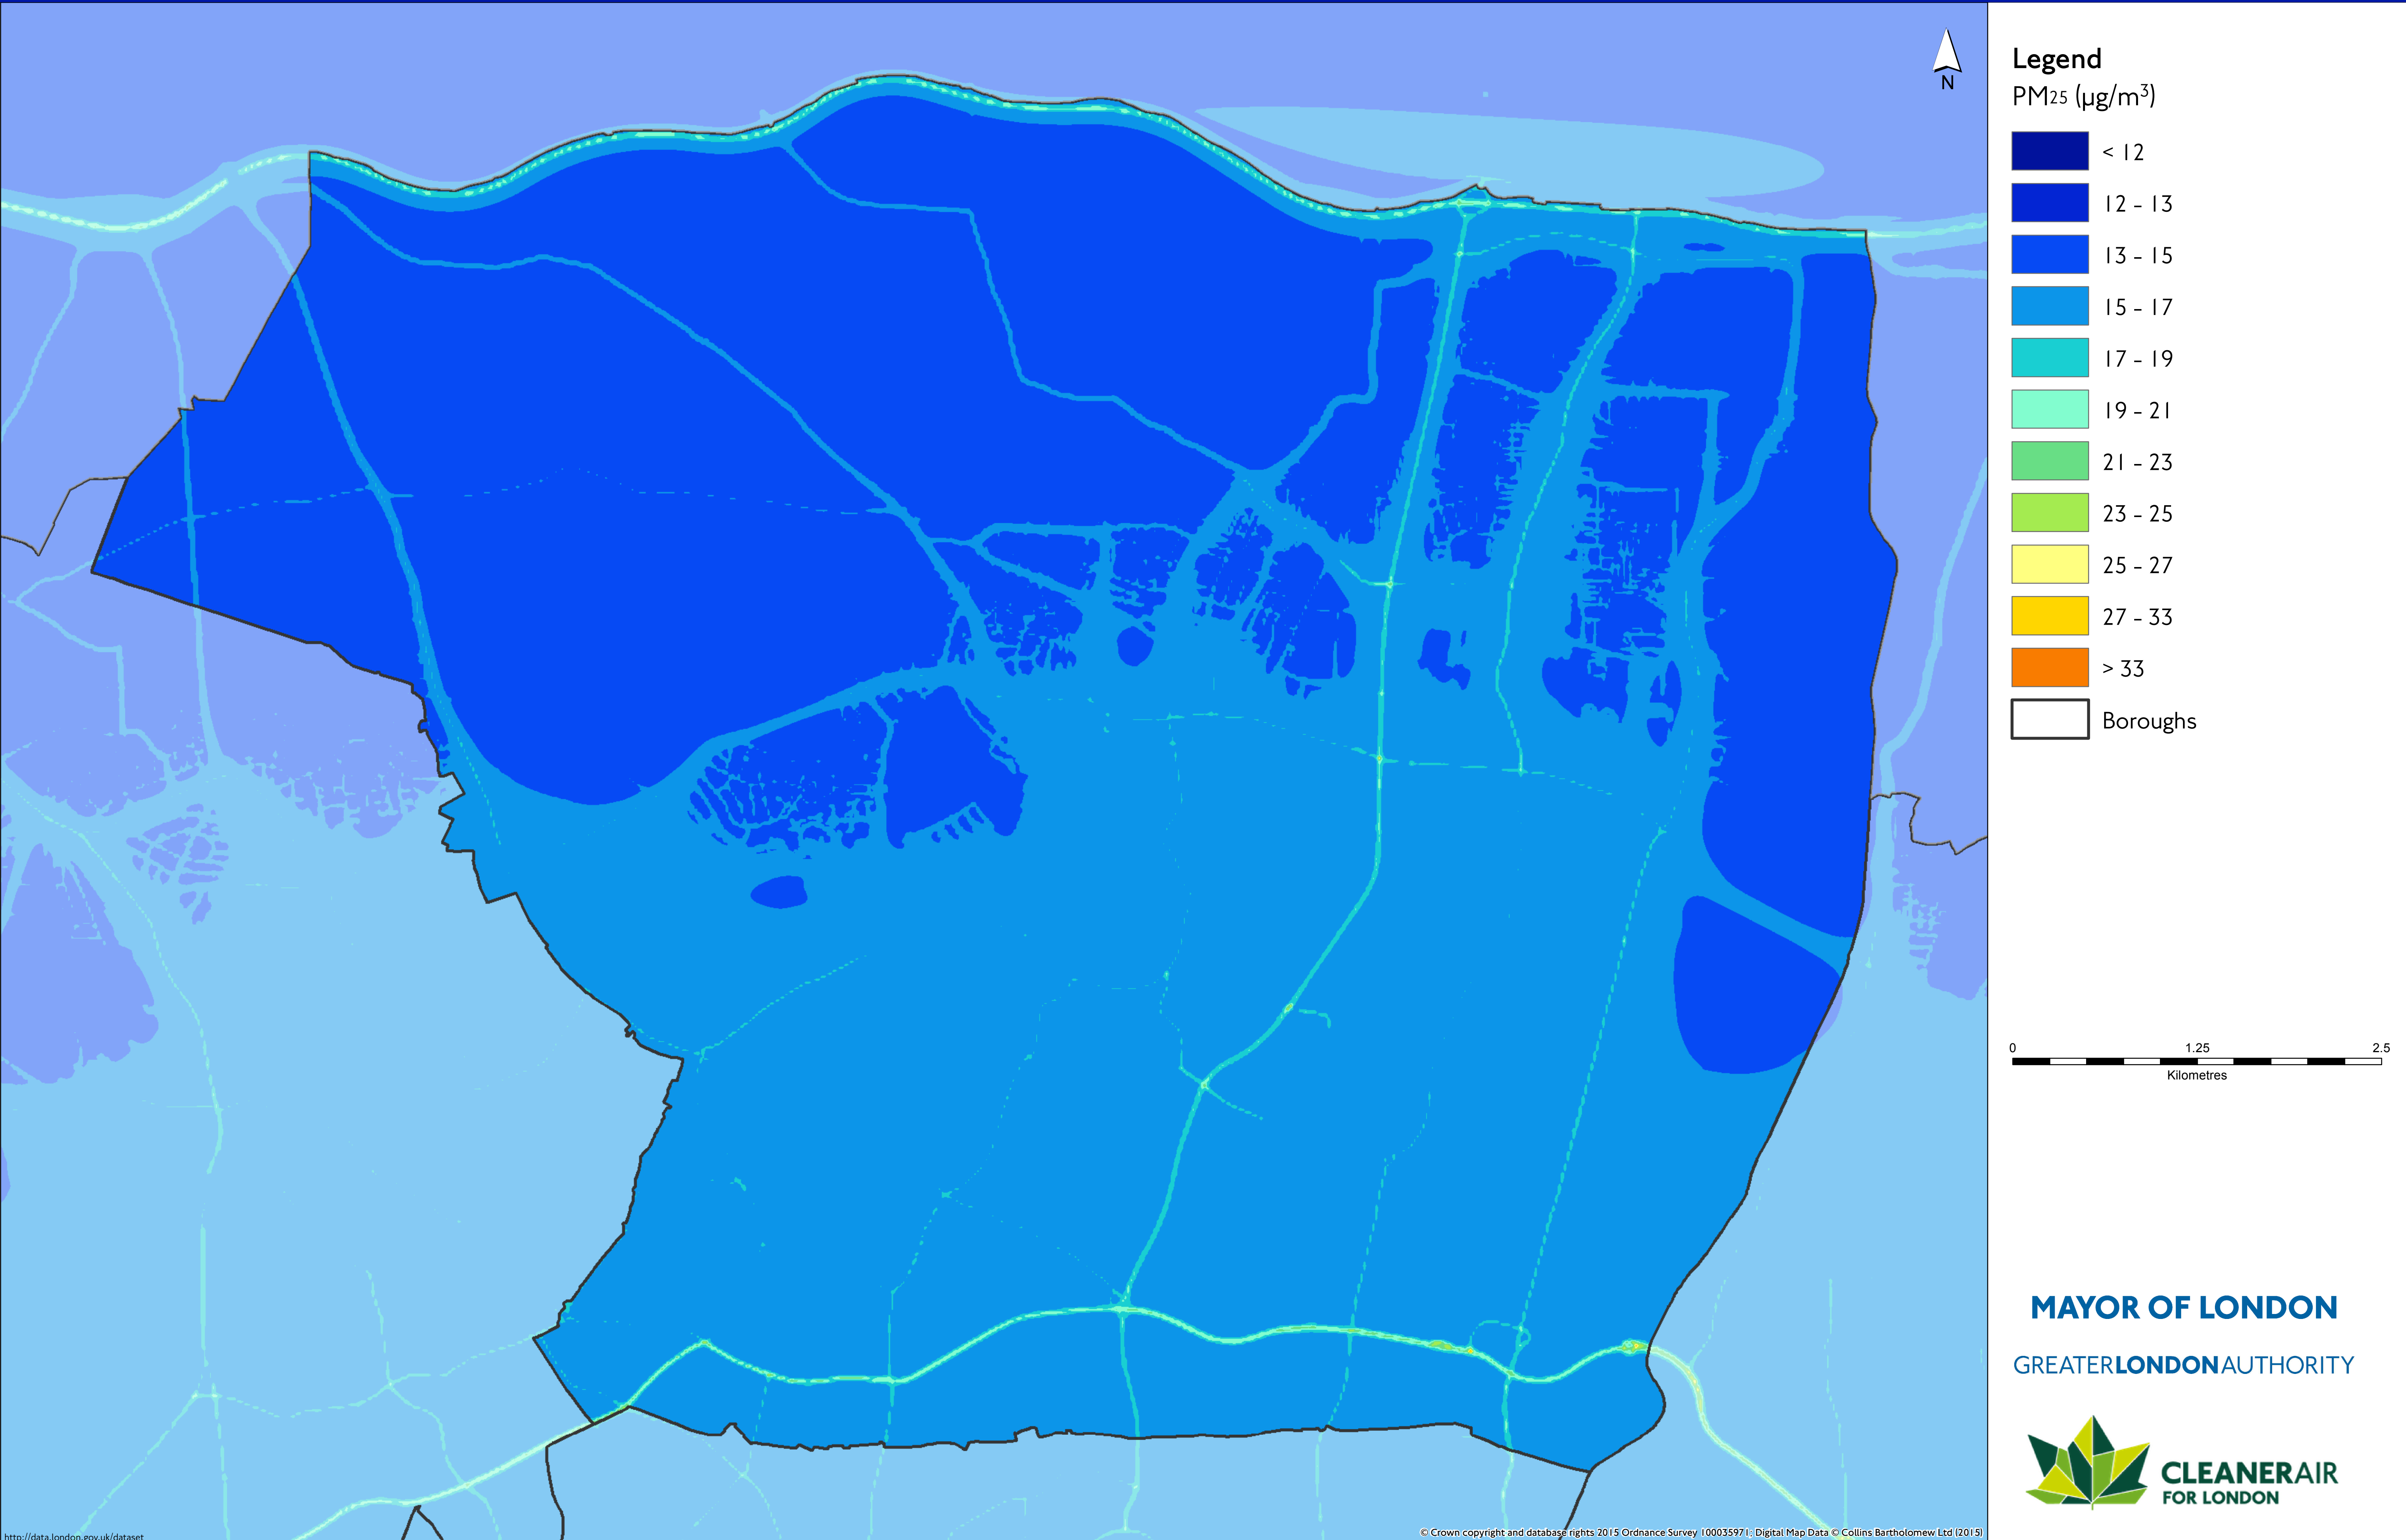 N
Legend
PM25 (µg/m3)
< 12
12 - 13
13 - 15
15 - 17
17 - 19
19 - 21
21 - 23
23 - 25
25 - 27
27 - 33
> 33
Boroughs
0 1.25 2.5
Kilometres
MAYOR OF LONDON
GREATERLONDONAUTHORITY
CLEANERAIR
FOR LONDON
http://data.london.gov.uk/dataset
© Crown copyright and database rights 2015 Ordnance Survey 100035971; Digital Map Data © Collins Bartholomew Ltd (2015)